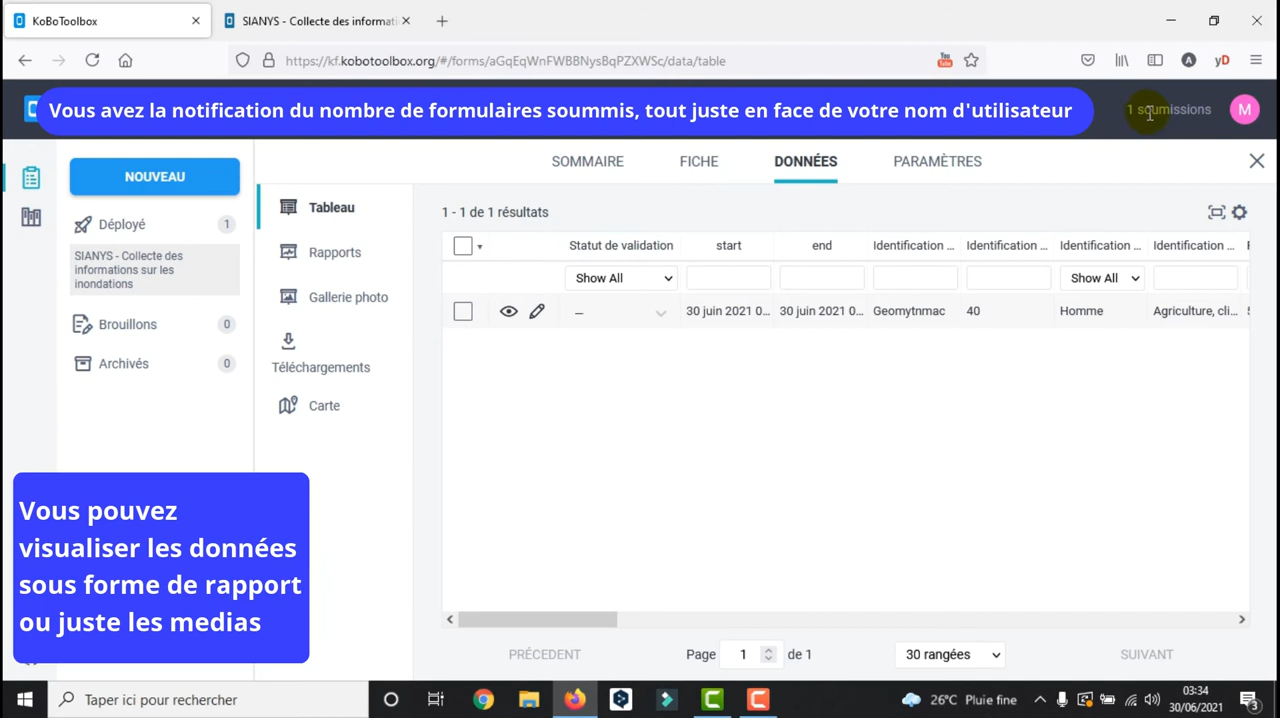 KoBoToolbox
SIANYS - Collecte des informati
https://kf.kobotoolbox.org/#/forms/aGqEqWnFWBBNysBqPZXWSc/data/table
You
Tube
A
yD
Vous avez la notification du nombre de formulaires soummis, tout juste en face de votre nom d'utilisateur
1 soumissions
M
SOMMAIRE
FICHE
DONNÉES
PARAMÈTRES
NOUVEAU
Déployé
1
SIANYS - Collecte des
informations sur les
inondations
Brouillons
0
Archivés
0
Tableau
Rapports
Gallerie photo
Téléchargements
Carte
1 - 1 de 1 résultats
Statut de validation
start
end
Identification ...
Identification ...
Identification ...
Identification ...
Show All
Show All
–
30 juin 2021 0...
30 juin 2021 0...
Geomytnmac
40
Homme
Agriculture, cli...
Vous pouvez
visualiser les données
sous forme de rapport
ou juste les medias
PRÉCEDENT
Page
1
de 1
30 rangées
SUIVANT
Taper ici pour rechercher
26°C Pluie fine
03:34
30/06/2021
3